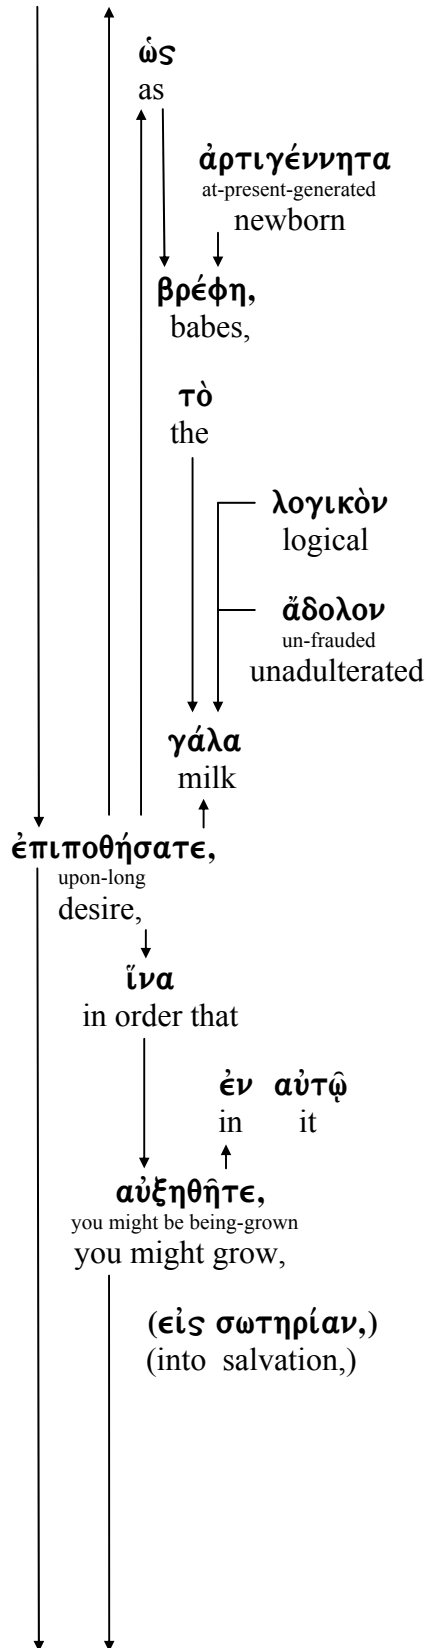 ὡς
as
ἀρτιγέννητα
at-present-generated
newborn
βρέφη,
babes,
τὸ
the
λογικὸν
logical
ἄδολον
un-frauded
unadulterated
γάλα
milk
ἐπιποθήσατε,
upon-long
desire,
ἵνα
in order that
ἐν αὐτῷ
in it
αὐξηθῆτε,
you might be being-grown
you might grow,
(εἰς σωτηρίαν,)
(into salvation,)